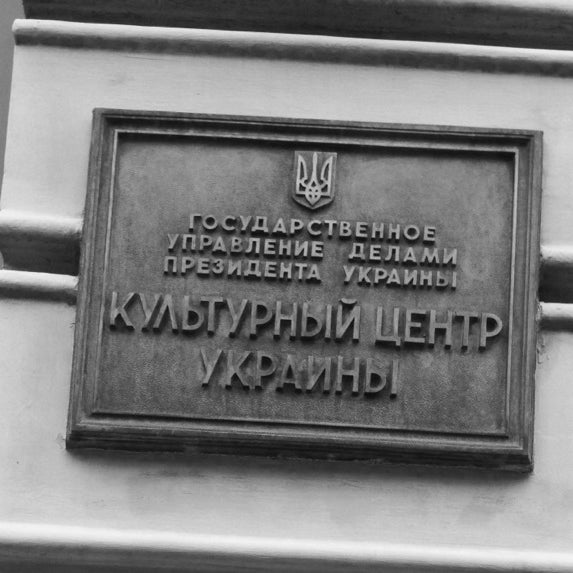 ГОСУДАРСТВЕННОЕ
УПРАВЛЕНИЕ ДЕЛАМИ
ПРЕЗИДЕНТА УКРАИНЫ
КУЛЬТУРНЫЙ ЦЕНТР
УКРАИНЫ